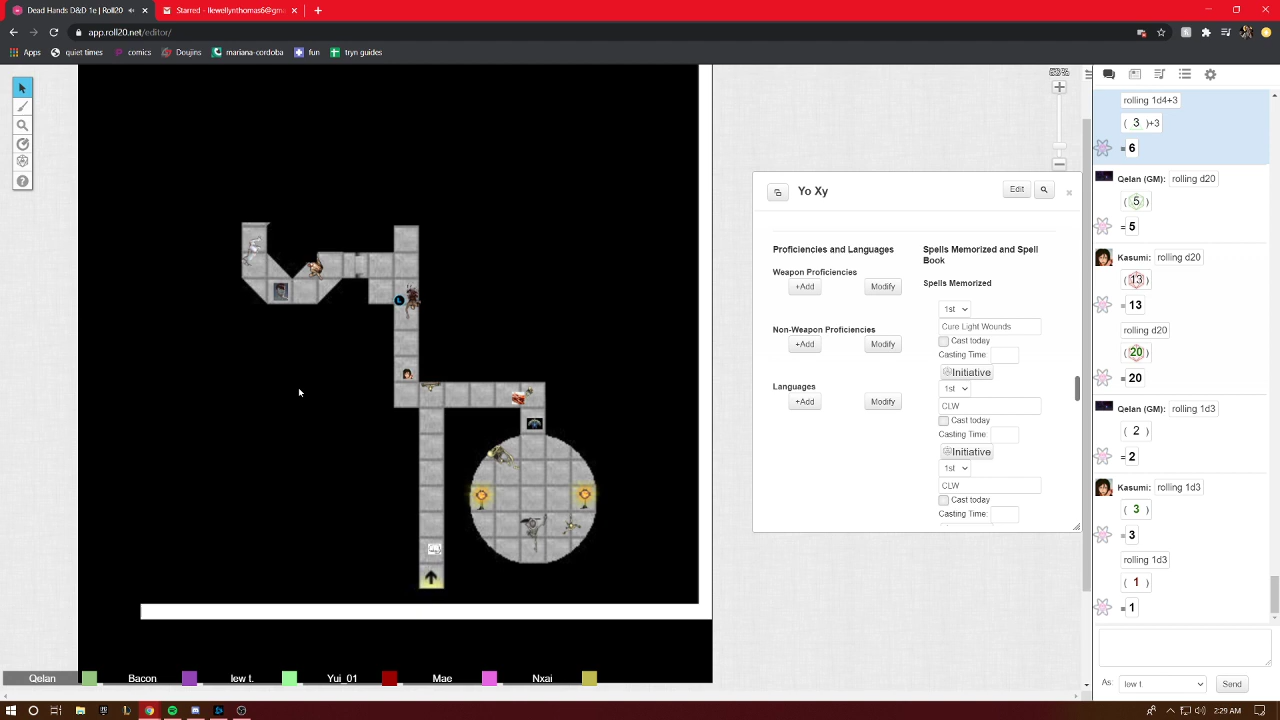 Dead Hands D&D 1e | Roll20
Starred - llewellynthomas6@gma
app.roll20.net/editor/
Apps
quiet times
comics
Doujins
mariana-cordoba
fun
tryn guides
Yo Xy
Edit
Proficiencies and Languages
Weapon Proficiencies
+Add
Modify
Non-Weapon Proficiencies
+Add
Modify
Languages
+Add
Modify
Spells Memorized and Spell
Book
Spells Memorized
1st
Cure Light Wounds
Cast today
Casting Time:
Initiative
1st
CLW
Cast today
Casting Time:
Initiative
1st
CLW
Cast today
Casting Time:
rolling 1d4+3
( 3 )+3
= 6
Qelan (GM): rolling d20
( 5 )
= 5
Kasumi: rolling d20
( 13 )
= 13
rolling d20
( 20 )
= 20
Qelan (GM): rolling 1d3
( 2 )
= 2
Kasumi: rolling 1d3
( 3 )
= 3
rolling 1d3
( 1 )
= 1
As:
lew t.
Send
Qelan
Bacon
lew t.
Yui_01
Mae
Nxai
2:29 AM